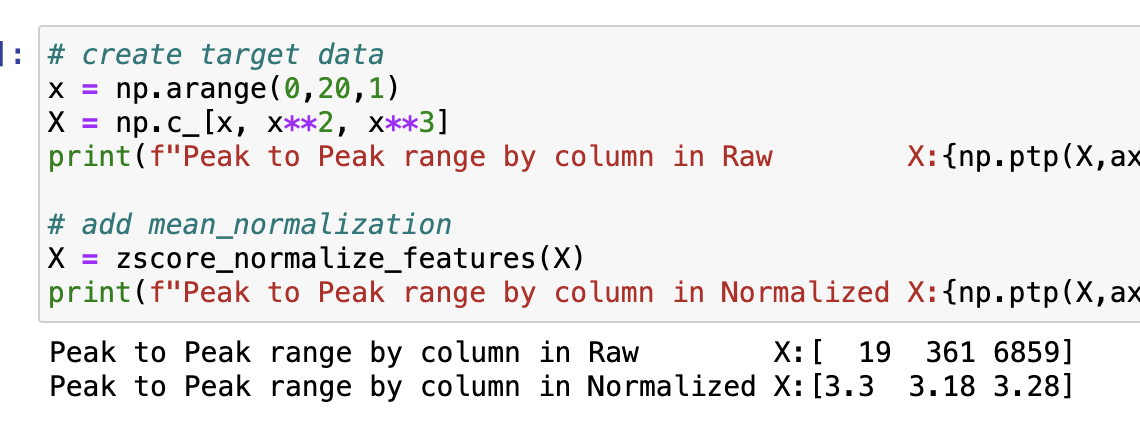 ]:
# create target data
x = np.arange(0,20,1)
X = np.c_[x, x**2, x**3]
print(f"Peak to Peak range by column in Raw        X:{np.ptp(X,ax
# add mean_normalization
X = zscore_normalize_features(X)
print(f"Peak to Peak range by column in Normalized X:{np.ptp(X,ax
Peak to Peak range by column in Raw        X:[  19  361 6859]
Peak to Peak range by column in Normalized X:[3.3  3.18 3.28]